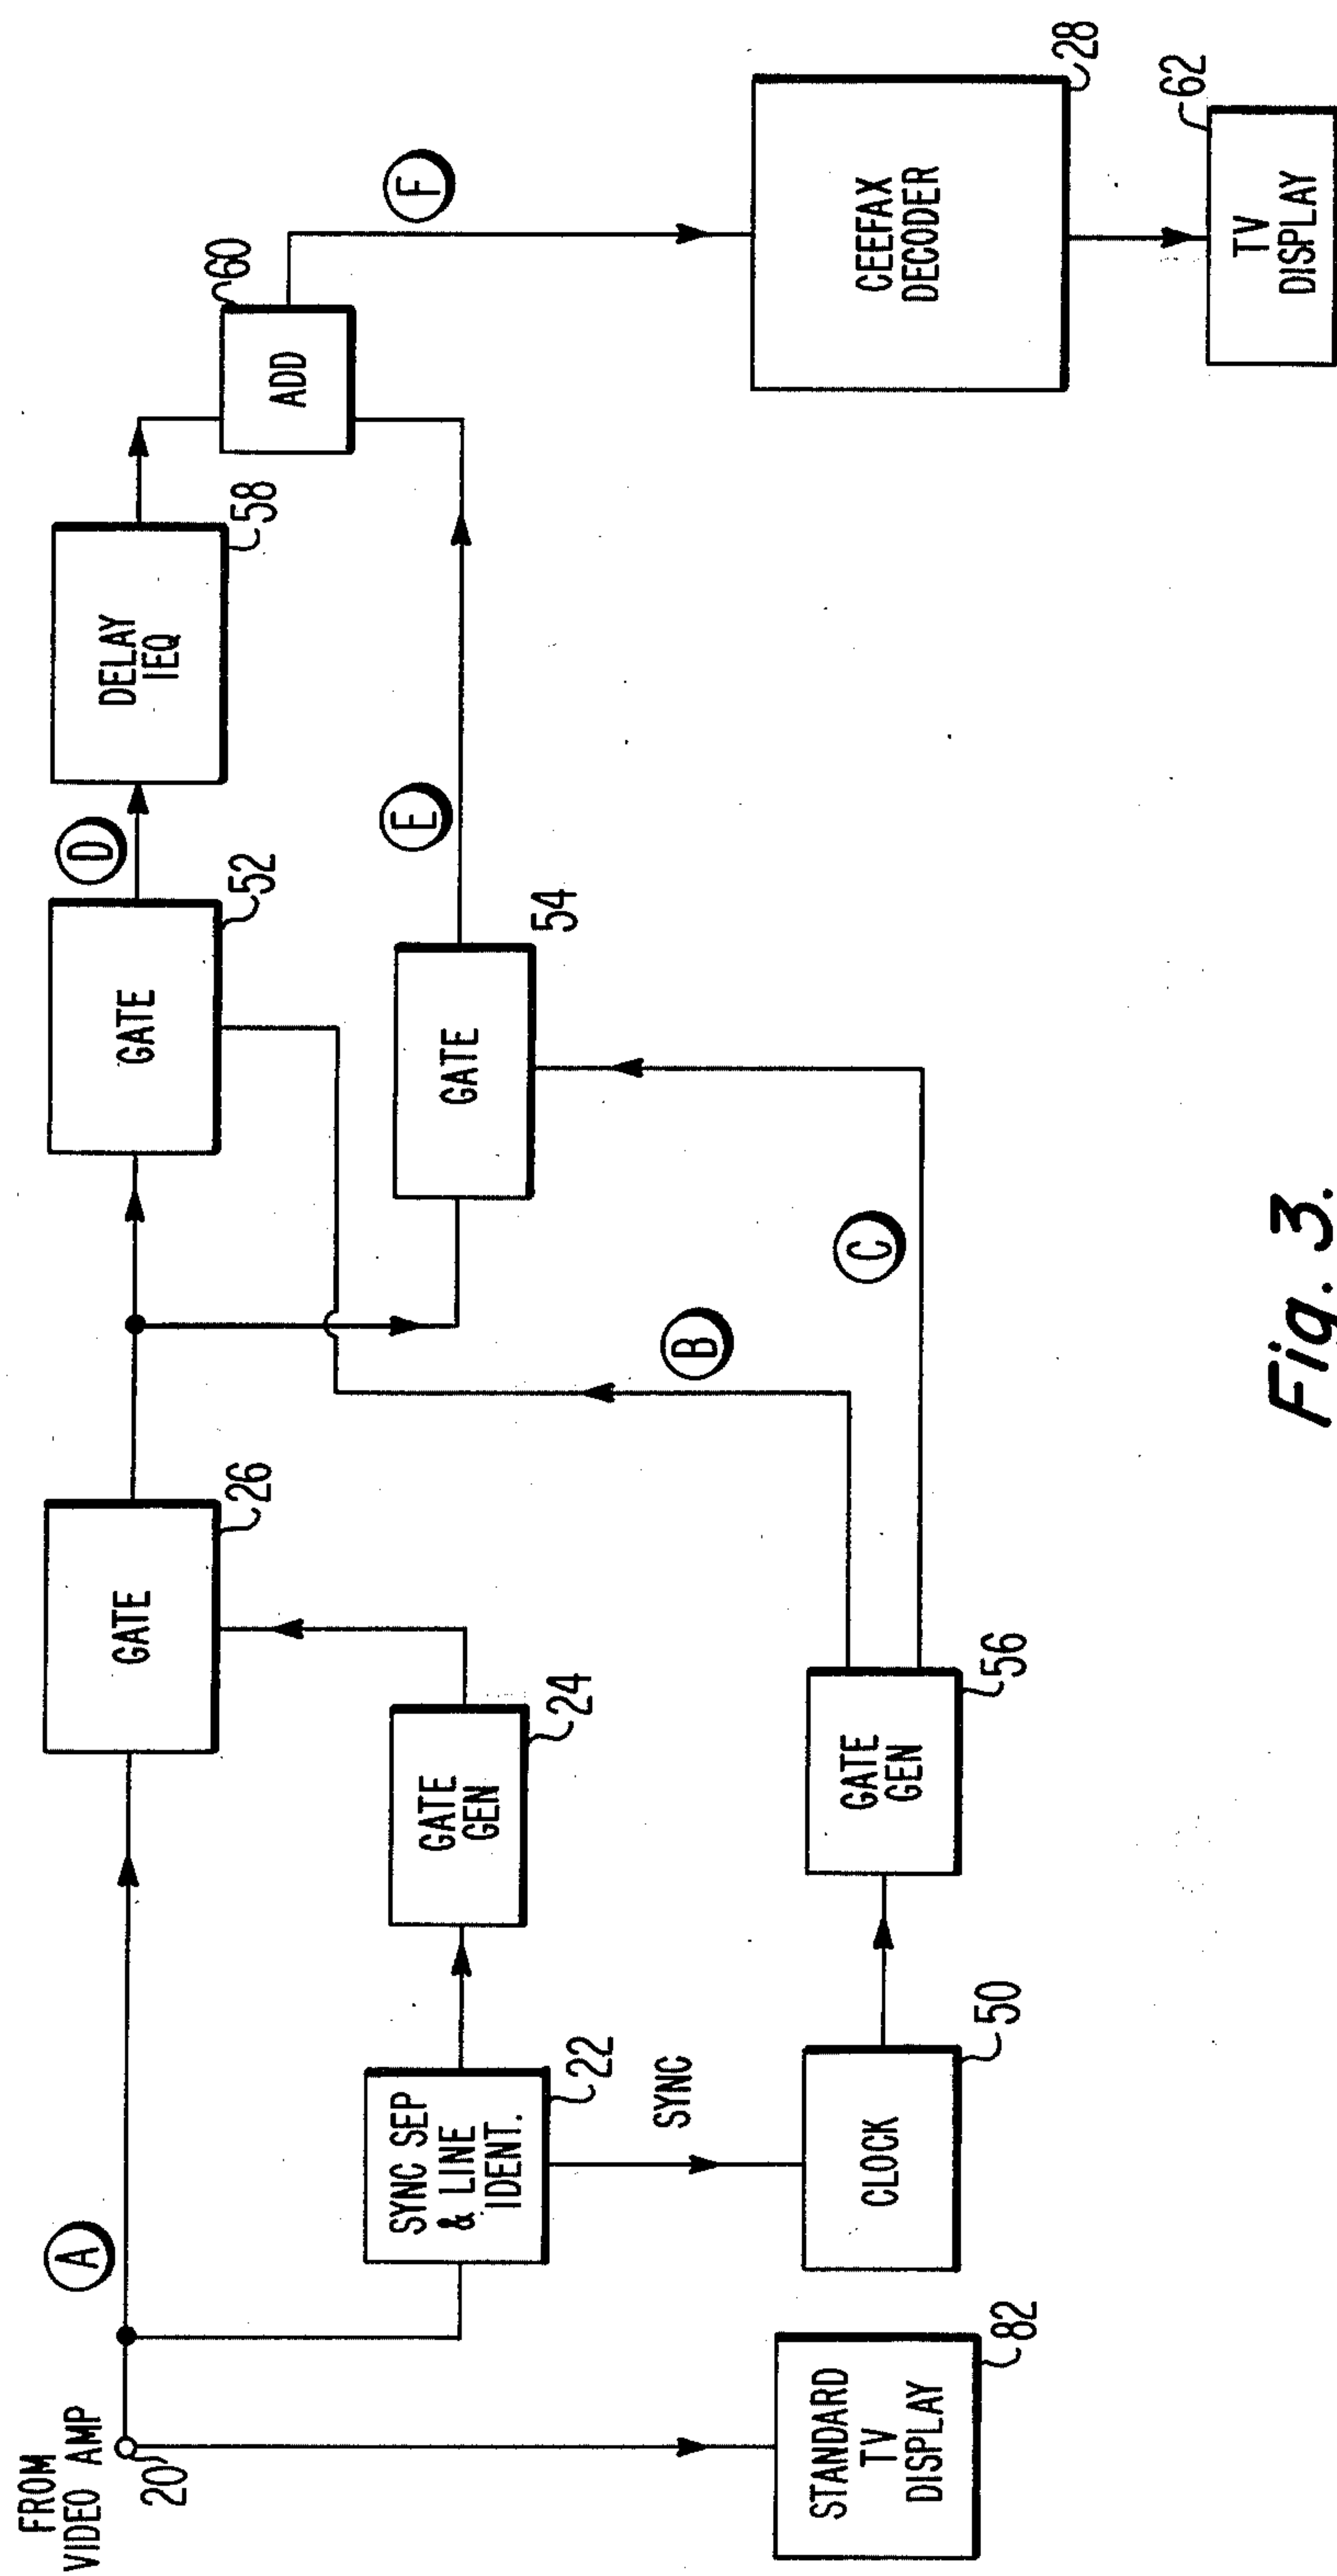 FROM
VIDEO AMP
20
A
GATE
26
GATE
52
D
DELAY
1EQ
58
ADD
60
F
SYNC SEP
& LINE
IDENT.
22
GATE
GEN
24
GATE
54
E
SYNC
B
C
STANDARD
TV
DISPLAY
82
CLOCK
50
GATE
GEN
56
CEEFAX
DECODER
28
TV
DISPLAY
62
Fig. 3.